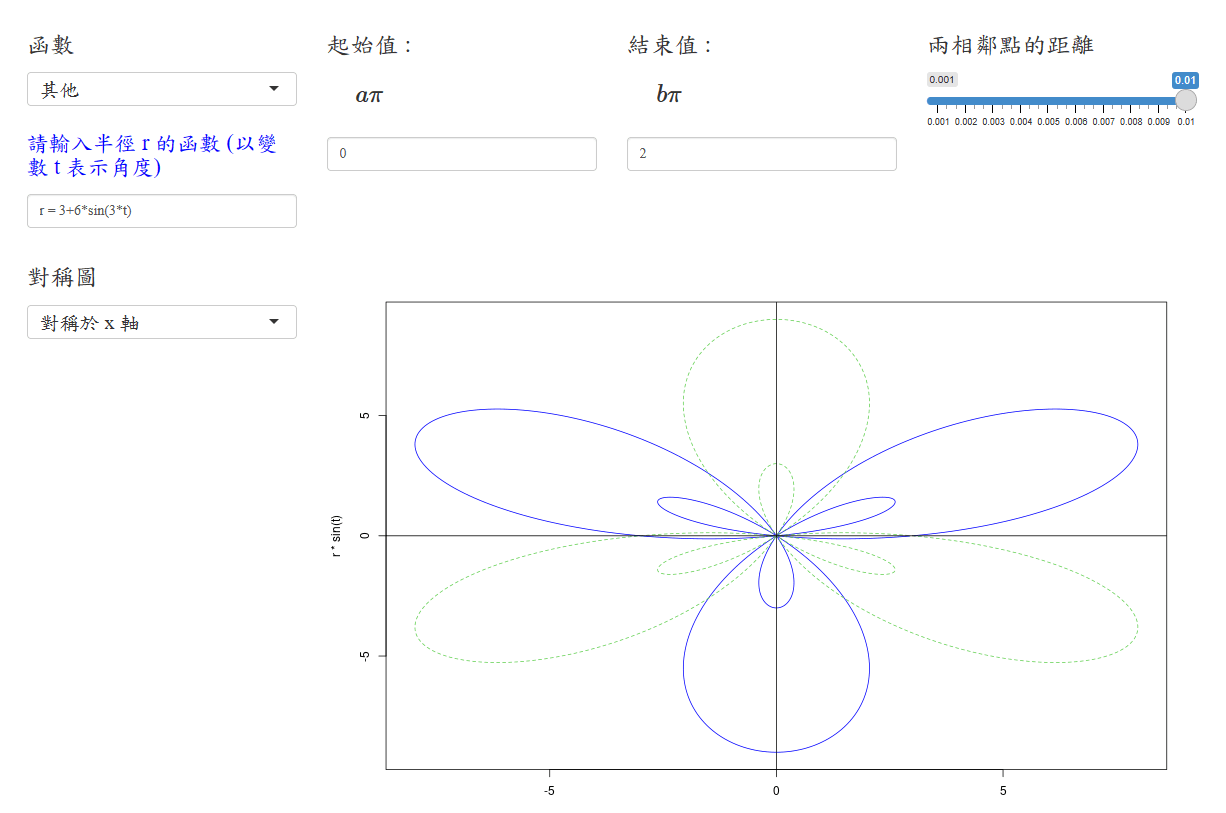 函數
其他
請輸入半徑 r 的函數 (以變
數 t 表示角度)
r = 3+6*sin(3*t)
對稱圖
對稱於 x 軸
起始值 :
aπ
0
結束值 :
bπ
2
兩相鄰點的距離
0.001
0.01
0.001 0.002 0.003 0.004 0.005 0.006 0.007 0.008 0.009 0.01
r * sin(t)
5
0
-5
-5 0 5